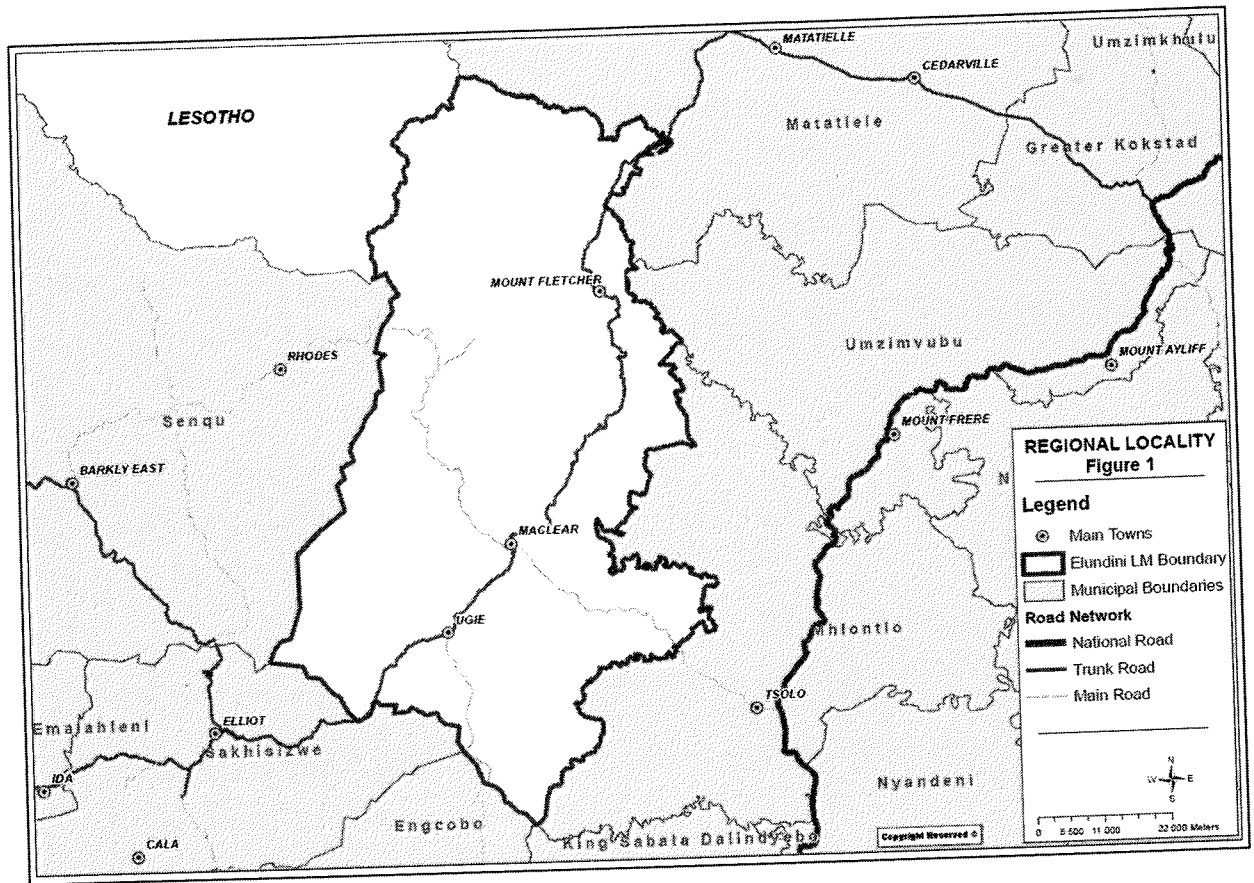 MATATIELLE
Umzimkhulu
CEDARVILLE
LESOTHO
Matatiele
Greater Kokstad
MOUNT FLETCHER
Umzimvubu
RHODES
MOUNT AYLIFF
Senqu
MOUNT FRERE
BARKLY EAST
N
MACLEAR
UGIE
Mhlontlo
TSOLO
Emalahleni
ELLIOT
Sakhisizwe
IDA
Nyandeni
Engcobo
King Sabata Dalindyebo
CALA
REGIONAL LOCALITY
Figure 1
Legend
Main Towns
Elundini LM Boundary
Municipal Boundaries
Road Network
National Road
Trunk Road
Main Road
N
W E
S
0 5 500 11 000 22 000 Meters
Copyright Reserved ©